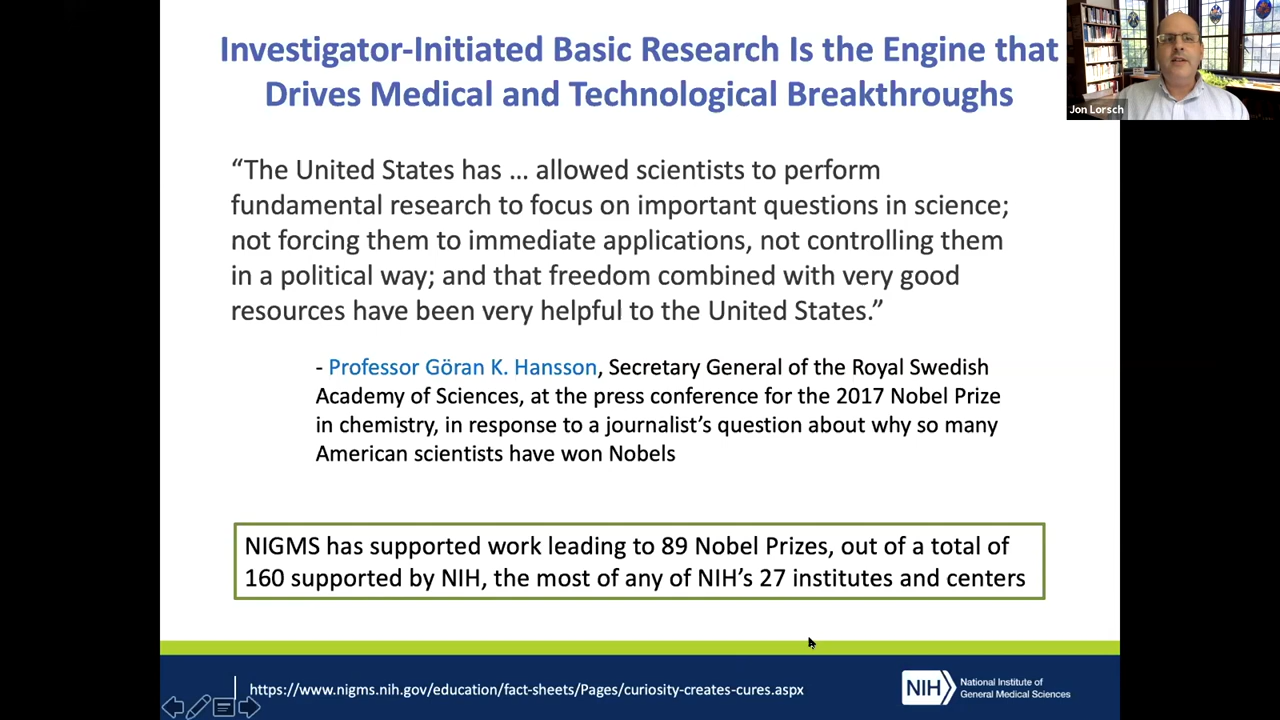 Investigator-Initiated Basic Research Is the Engine that
Drives Medical and Technological Breakthroughs
Jon Lorsch
“The United States has … allowed scientists to perform
fundamental research to focus on important questions in science;
not forcing them to immediate applications, not controlling them
in a political way; and that freedom combined with very good
resources have been very helpful to the United States.”
- Professor Göran K. Hansson, Secretary General of the Royal Swedish
Academy of Sciences, at the press conference for the 2017 Nobel Prize
in chemistry, in response to a journalist’s question about why so many
American scientists have won Nobels
NIGMS has supported work leading to 89 Nobel Prizes, out of a total of
160 supported by NIH, the most of any of NIH’s 27 institutes and centers
https://www.nigms.nih.gov/education/fact-sheets/Pages/curiosity-creates-cures.aspx
NIH
National Institute of
General Medical Sciences